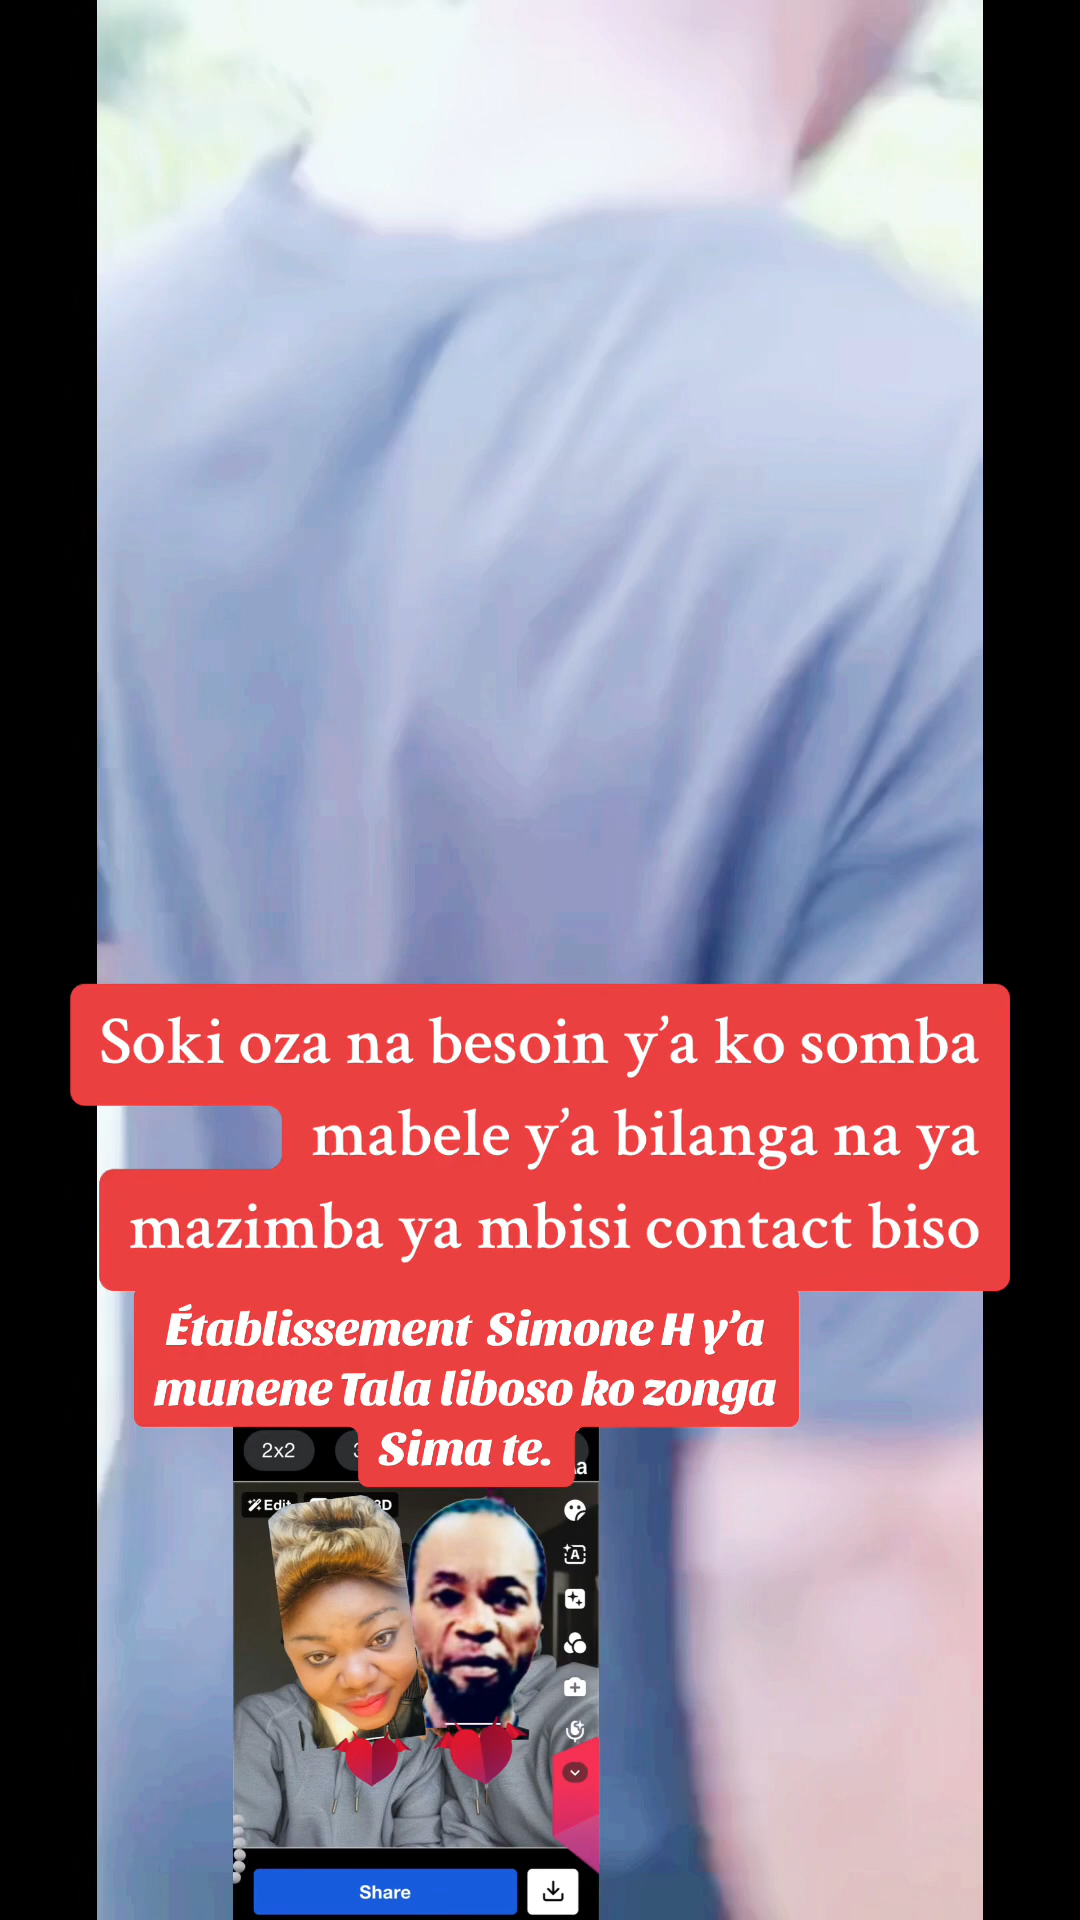 Soki oza na besoin y’a ko somba
mabele y’a bilanga na ya
mazimba ya mbisi contact biso
Établissement Simone H y’a
munene Tala liboso ko zonga
Sima te.
2x2
Edit
3D
Share